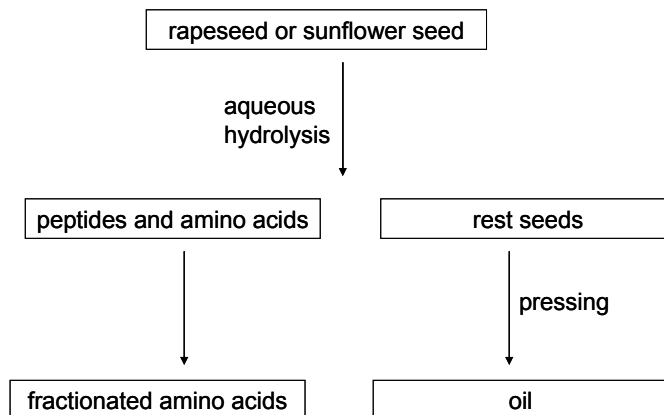 rapeseed or sunflower seed
aqueous
hydrolysis
peptides and amino acids
rest seeds
pressing
fractionated amino acids
oil